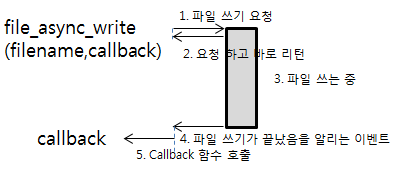 1. 파일 쓰기 요청
file_async_write
(filename,callback)
2. 요청 하고 바로 리턴
3. 파일 쓰는 중
callback
4. 파일 쓰기가 끝났음을 알리는 이벤트
5. Callback 함수 호출